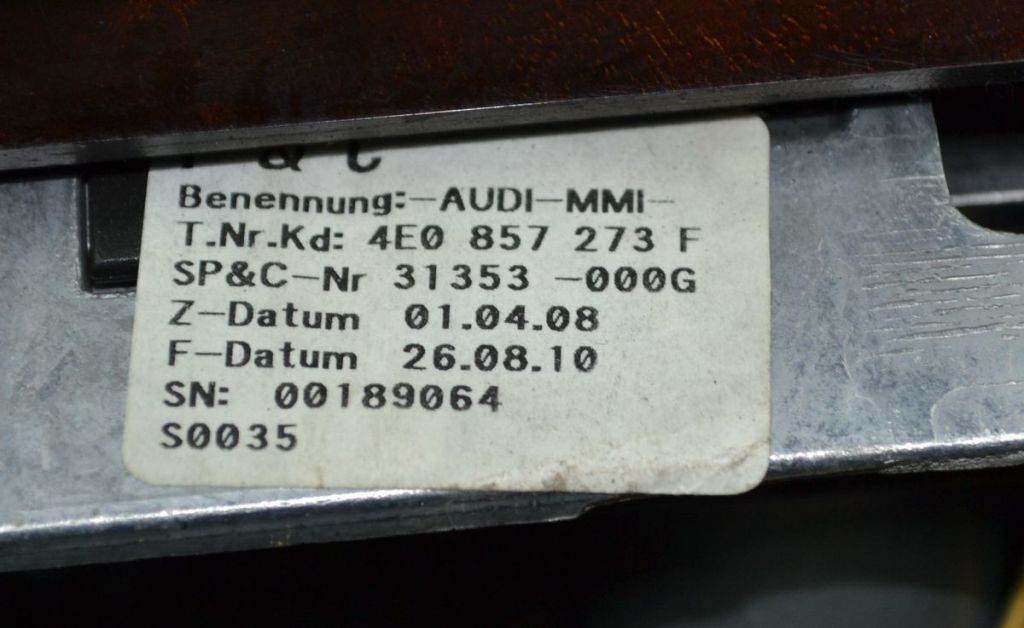 & C
Benennung:-AUDI-MMI-
T.Nr.Kd: 4E0 857 273 F
SP&C-Nr 31353 -000G
Z-Datum 01.04.08
F-Datum 26.08.10
SN: 00189064
S0035